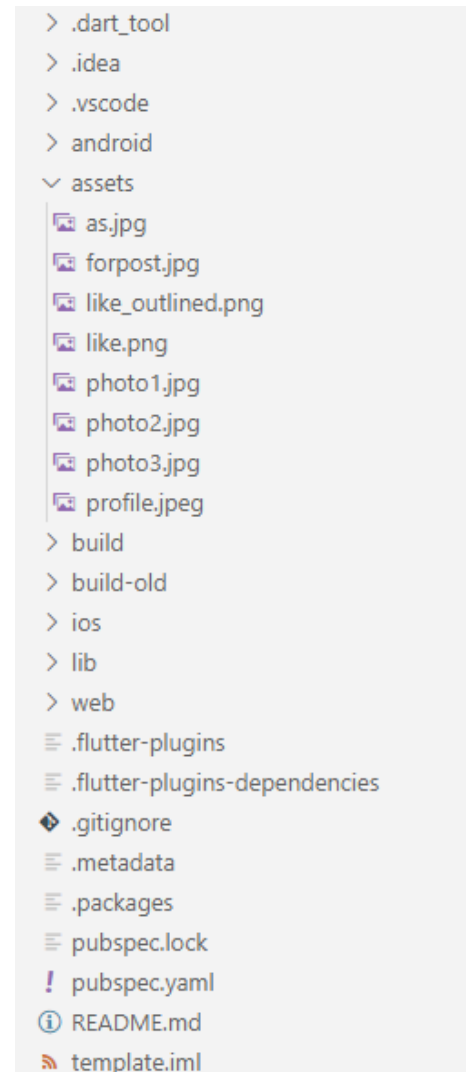 .dart_tool
.idea
.vscode
android
assets
as.jpg
forpost.jpg
like_outlined.png
like.png
photo1.jpg
photo2.jpg
photo3.jpg
profile.jpeg
build
build-old
ios
lib
web
.flutter-plugins
.flutter-plugins-dependencies
.gitignore
.metadata
.packages
pubspec.lock
pubspec.yaml
README.md
template.iml